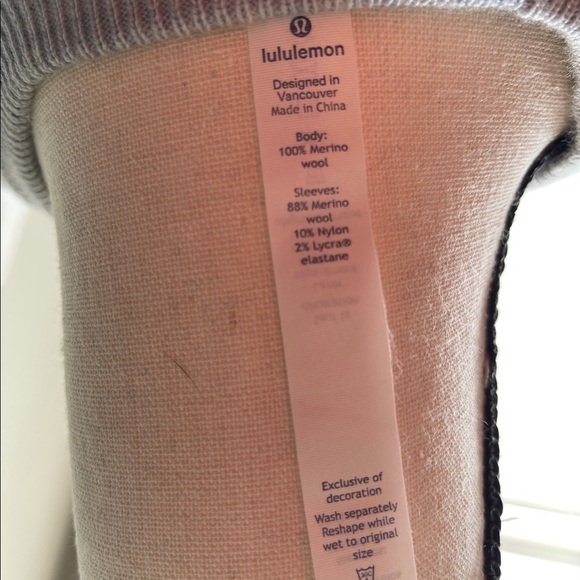 lululemon
Designed in
Vancouver
Made in China
Body:
100% Merino
wool
Sleeves:
88% Merino
wool
10% Nylon
2% Lycra®
elastane
Exclusive of
decoration
Wash separately
Reshape while
wet to original
size